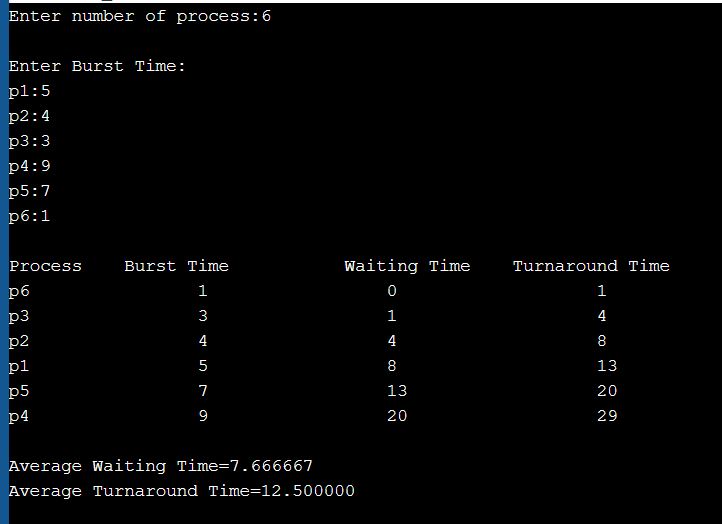 Enter number of process:6
Enter Burst Time:
p1:5
p2:4
p3:3
p4:9
p5:7
p6:1
Process Burst Time Waiting Time Turnaround Time
p6 1 0 1
p3 3 1 4
p2 4 4 8
p1 5 8 13
p5 7 13 20
p4 9 20 29
Average Waiting Time=7.666667
Average Turnaround Time=12.500000